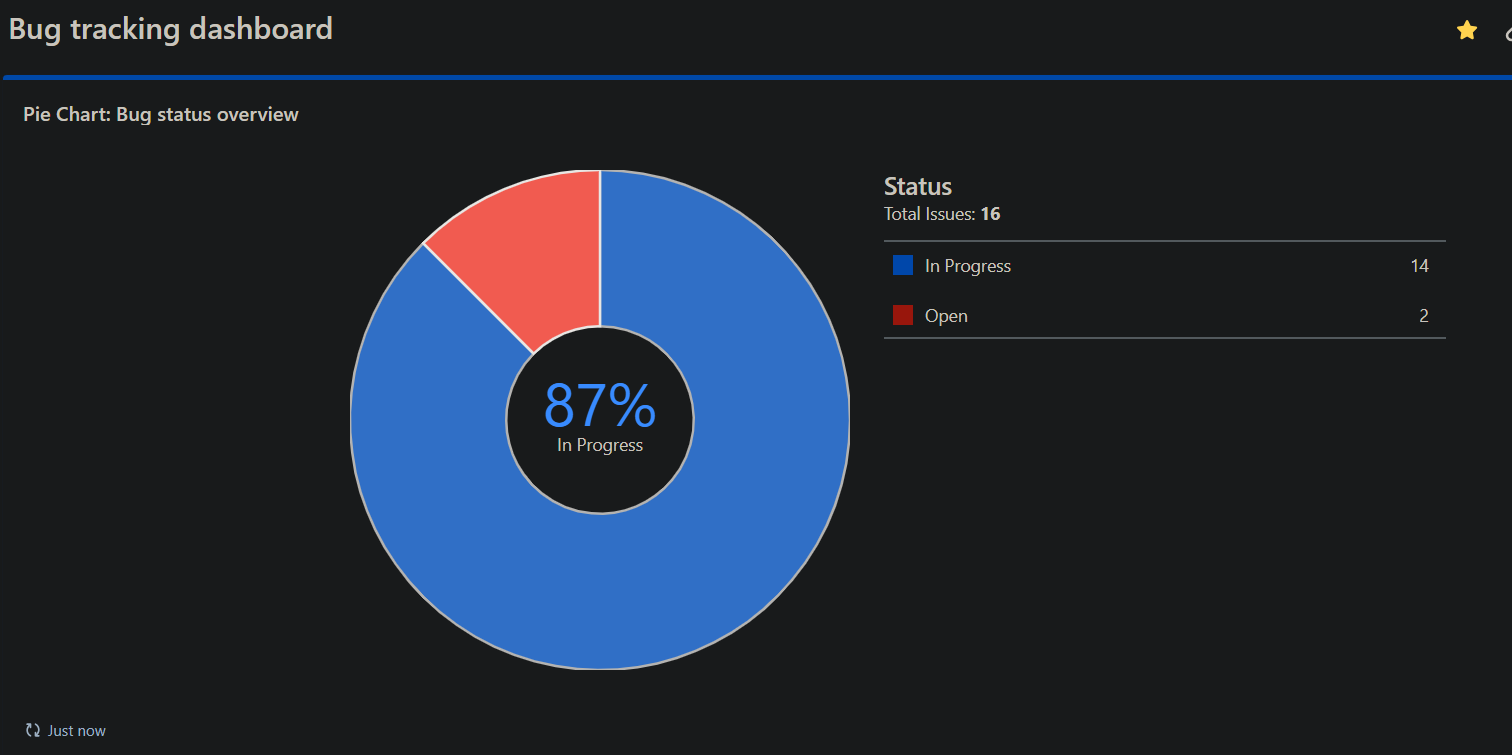 Bug tracking dashboard
Pie Chart: Bug status overview
Status
Total Issues: 16
In Progress 14
Open 2
87%
In Progress
Just now